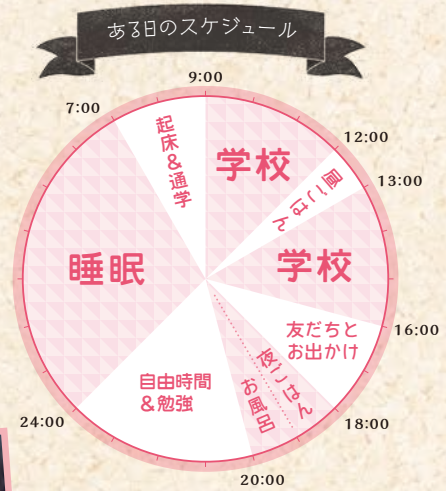 ある日のスケジュール
9:00
学校
12:00
昼ごはん
13:00
学校
16:00
友だちと
お出かけ
18:00
夜ごはん
お風呂
20:00
自由時間
&勉強
24:00
睡眠
7:00
起床&通学